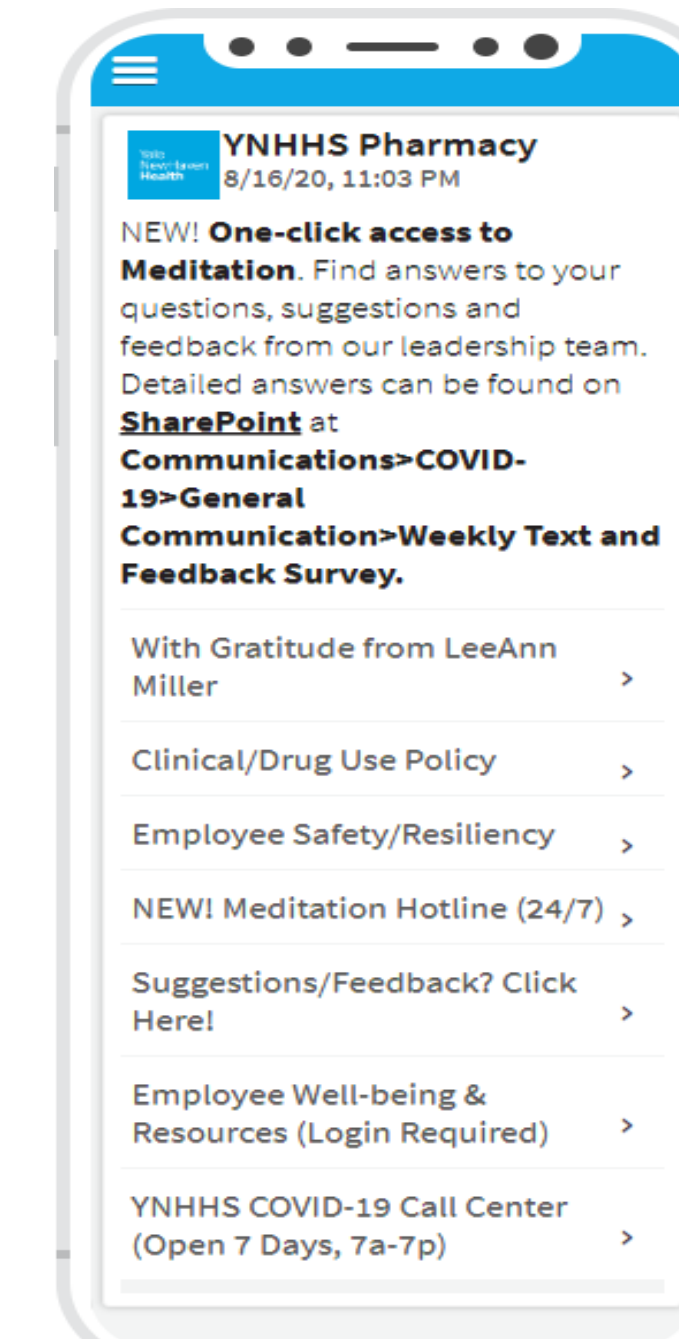 Yale
NewHaven
Health
YNHHS Pharmacy
8/16/20, 11:03 PM
NEW! One-click access to
Meditation. Find answers to your
questions, suggestions and
feedback from our leadership team.
Detailed answers can be found on
SharePoint at
Communications>COVID-
19>General
Communication>Weekly Text and
Feedback Survey.
With Gratitude from LeeAnn
Miller
>
Clinical/Drug Use Policy
>
Employee Safety/Resiliency
>
NEW! Meditation Hotline (24/7) >
Suggestions/Feedback? Click
Here!
>
Employee Well-being &
Resources (Login Required)
>
YNHHS COVID-19 Call Center
(Open 7 Days, 7a-7p)
>